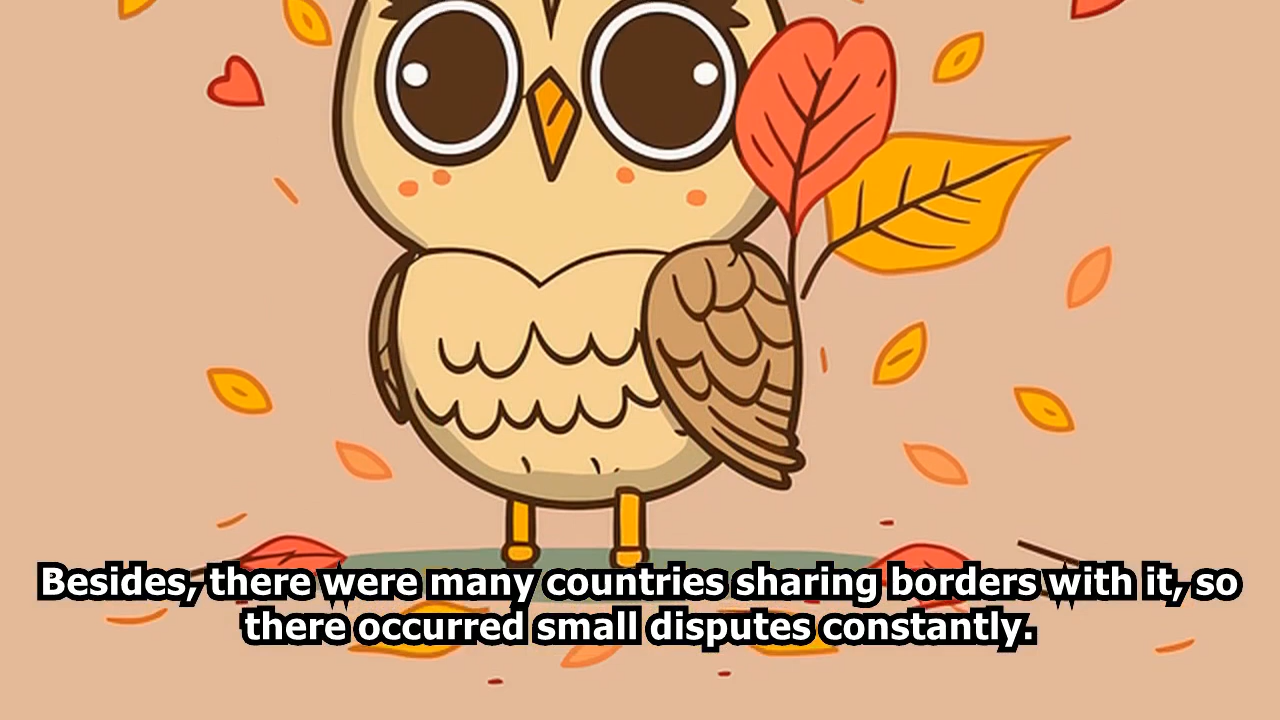 Besides, there were many countries sharing borders with it, so
there occurred small disputes constantly.